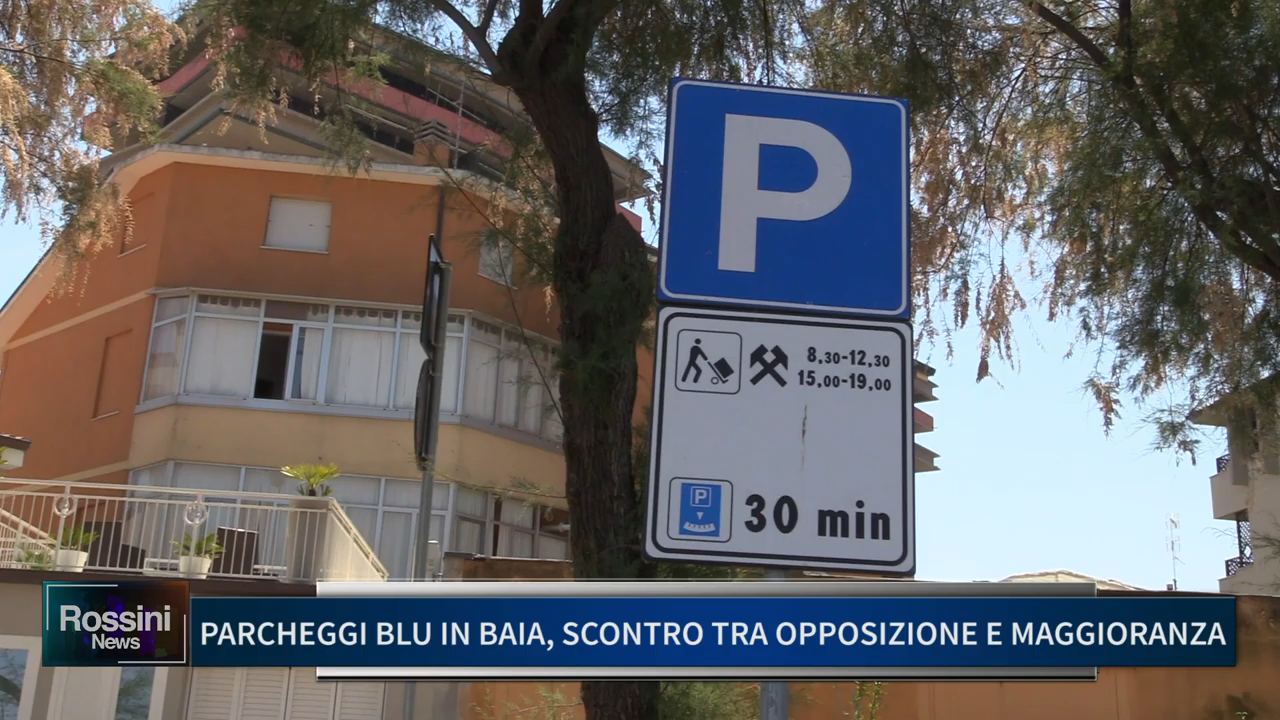 P
8.30-12.30
15.00-19.00
P
30 min
Rossini
News
PARCHEGGI BLU IN BAIA, SCONTRO TRA OPPOSIZIONE E MAGGIORANZA